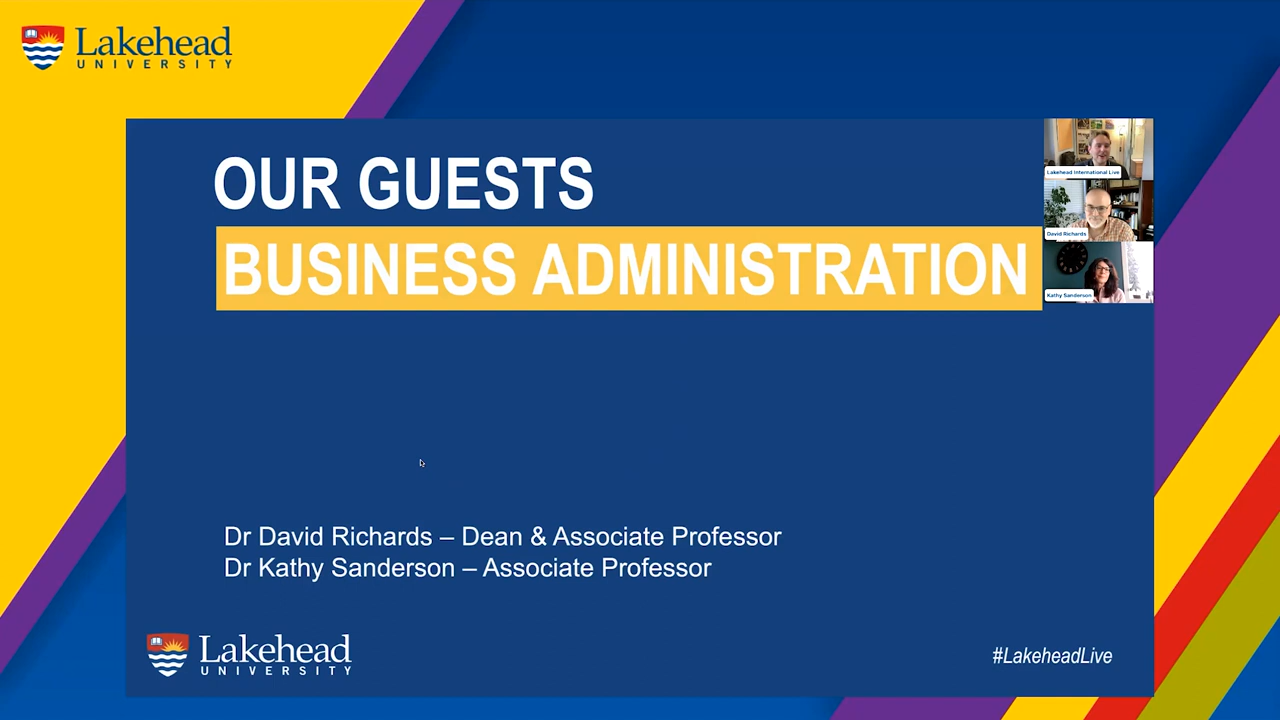 Lakehead
UNIVERSITY
OUR GUESTS
BUSINESS ADMINISTRATION
Lakehead International Live
David Richards
Kathy Sanderson
Dr David Richards – Dean & Associate Professor
Dr Kathy Sanderson – Associate Professor
Lakehead
UNIVERSITY
#LakeheadLive